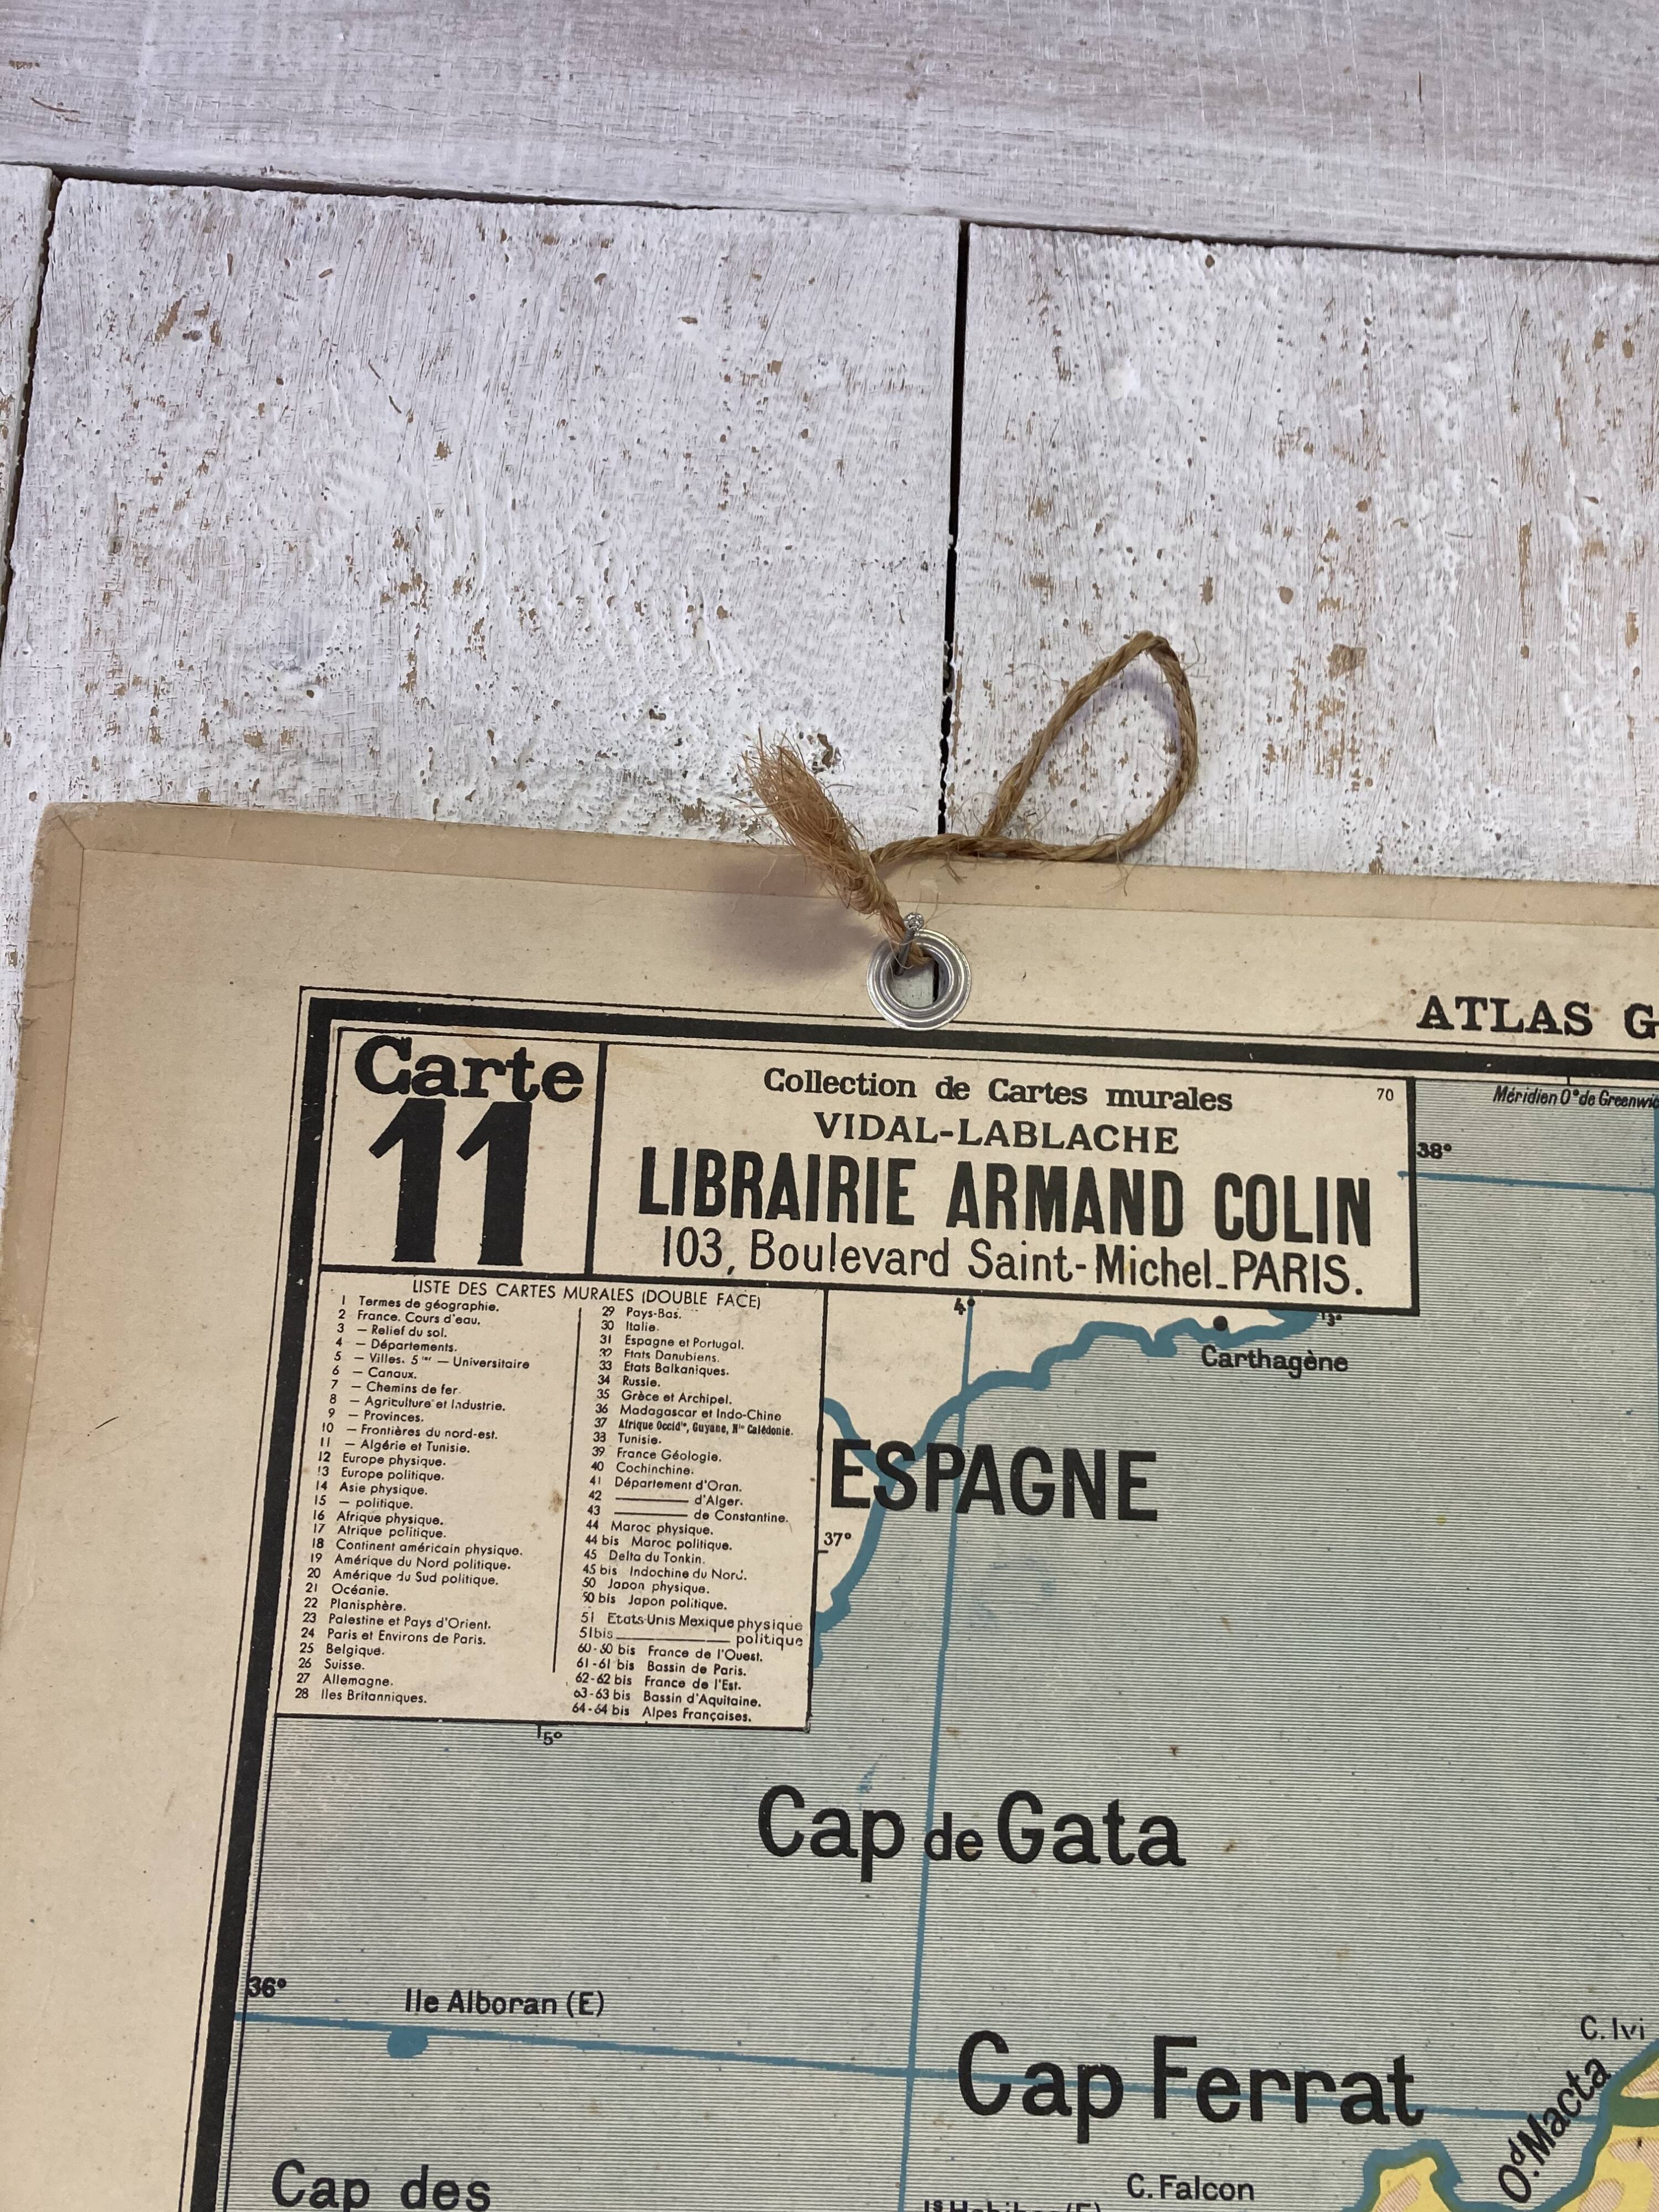 ATLAS G
Carte
11
Collection de Cartes murales
70
VIDAL-LABLACHE
LIBRAIRIE ARMAND COLIN
103, Boulevard Saint-Michel_PARIS.
LISTE DES CARTES MURALES (DOUBLE FACE)
1 Termes de géographie.
2 France. Cours d'eau.
3 — Relief du sol.
4 — Départements.
5 — Villes. 5 — Universitaire
6 — Canaux.
7 — Chemins de fer
8 — Agriculture et Industrie.
9 — Provinces.
10 — Frontières du nord-est.
11 — Algérie et Tunisie.
12 Europe physique.
13 Europe politique.
14 Asie physique.
15 — politique.
16 Afrique physique.
17 Afrique politique.
18 Continent américain physique.
19 Amérique du Nord politique.
20 Amérique du Sud politique.
21 Océanie.
22 Planisphère.
23 Palestine et Pays d'Orient.
24 Paris et Environs de Paris.
25 Belgique.
26 Suisse.
27 Allemagne.
28 Iles Britanniques.
29 Pays-Bas.
30 Italie.
31 Espagne et Portugal.
32 Etats Danubiens.
33 Etats Balkaniques.
34 Russie.
35 Grèce et Archipel.
36 Madagascar et Indo-Chine
37 Afrique Occidle, Guyane, Nlle Calédonie.
38 Tunisie.
39 France Géologie.
40 Cochinchine.
41 Département d'Oran.
42 ——— d'Alger.
43 ——— de Constantine.
44 Maroc physique.
44 bis Maroc politique.
45 Delta du Tonkin.
45 bis Indochine du Nord.
50 Japon physique.
50 bis Japon politique.
51 Etats-Unis Mexique physique
51bis ——— politique
60-50 bis France de l'Ouest.
61-61 bis Bassin de Paris.
62-62 bis France de l'Est.
63-63 bis Bassin d'Aquitaine.
64-64 bis Alpes Françaises.
Méridien 0° de Greenwic
38°
4°
3°
Carthagène
ESPAGNE
37°
5°
Cap de Gata
36°
Ile Alboran (E)
C. Ivi
Cap Ferrat
Od. Macta
C. Falcon
Cap des